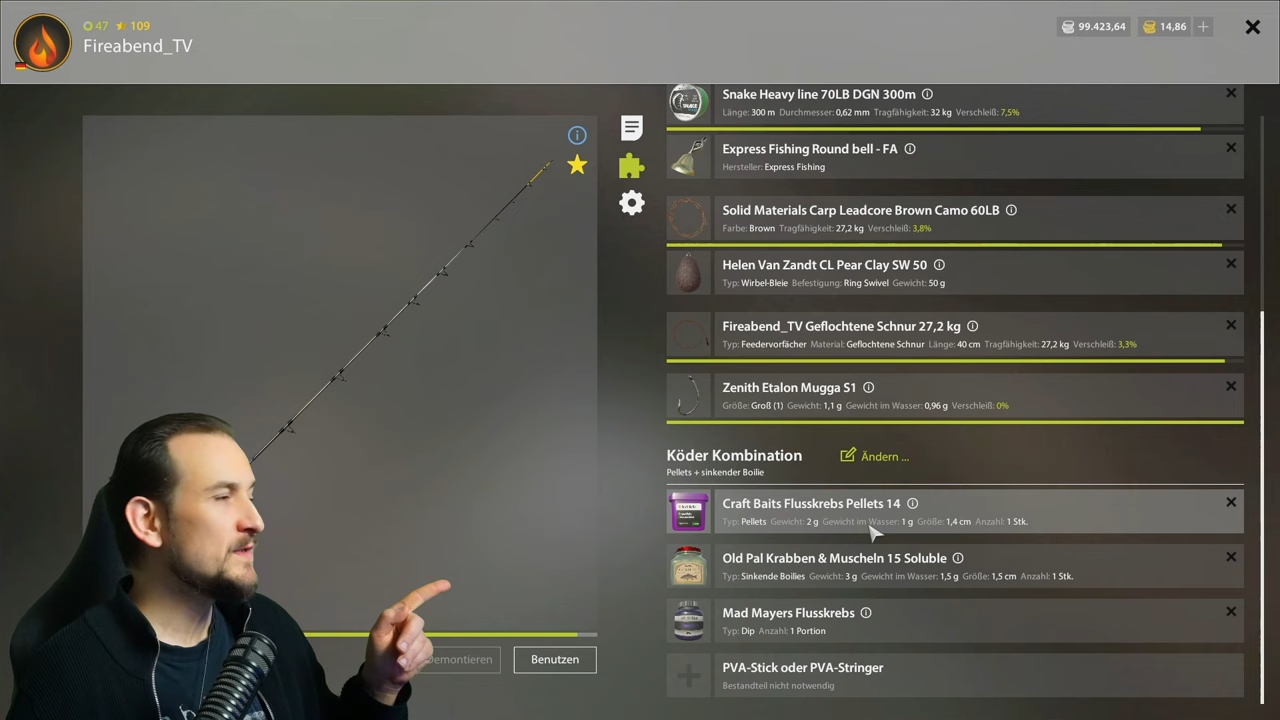 47 109
Fireabend_TV
99.423,64
14,86
Snake Heavy line 70LB DGN 300m
Länge: 300 m Durchmesser: 0,62 mm Tragfähigkeit: 32 kg Verschleiß: 7,5%
Express Fishing Round bell - FA
Hersteller: Express Fishing
Solid Materials Carp Leadcore Brown Camo 60LB
Farbe: Brown Tragfähigkeit: 27,2 kg Verschleiß: 3,8%
Helen Van Zandt CL Pear Clay SW 50
Typ: Wirbel-Bleie Befestigung: Ring Swivel Gewicht: 50 g
Fireabend_TV Geflochtene Schnur 27,2 kg
Typ: Feedervorfächer Material: Geflochtene Schnur Länge: 40 cm Tragfähigkeit: 27,2 kg Verschleiß: 3,3%
Zenith Etalon Mugga S1
Größe: Groß (1) Gewicht: 1,1 g Gewicht im Wasser: 0,96 g Verschleiß: 0%
Köder Kombination
Ändern ...
Pellets + sinkender Boilie
Craft Baits Flusskrebs Pellets 14
Typ: Pellets Gewicht: 2 g Gewicht im Wasser: 1 g Größe: 1,4 cm Anzahl: 1 Stk.
Old Pal Krabben & Muscheln 15 Soluble
Typ: Sinkende Boilies Gewicht: 3 g Gewicht im Wasser: 1,5 g Größe: 1,5 cm Anzahl: 1 Stk.
Mad Mayers Flusskrebs
Typ: Dip Anzahl: 1 Portion
PVA-Stick oder PVA-Stringer
Bestandteil nicht notwendig
emontieren
Benutzen